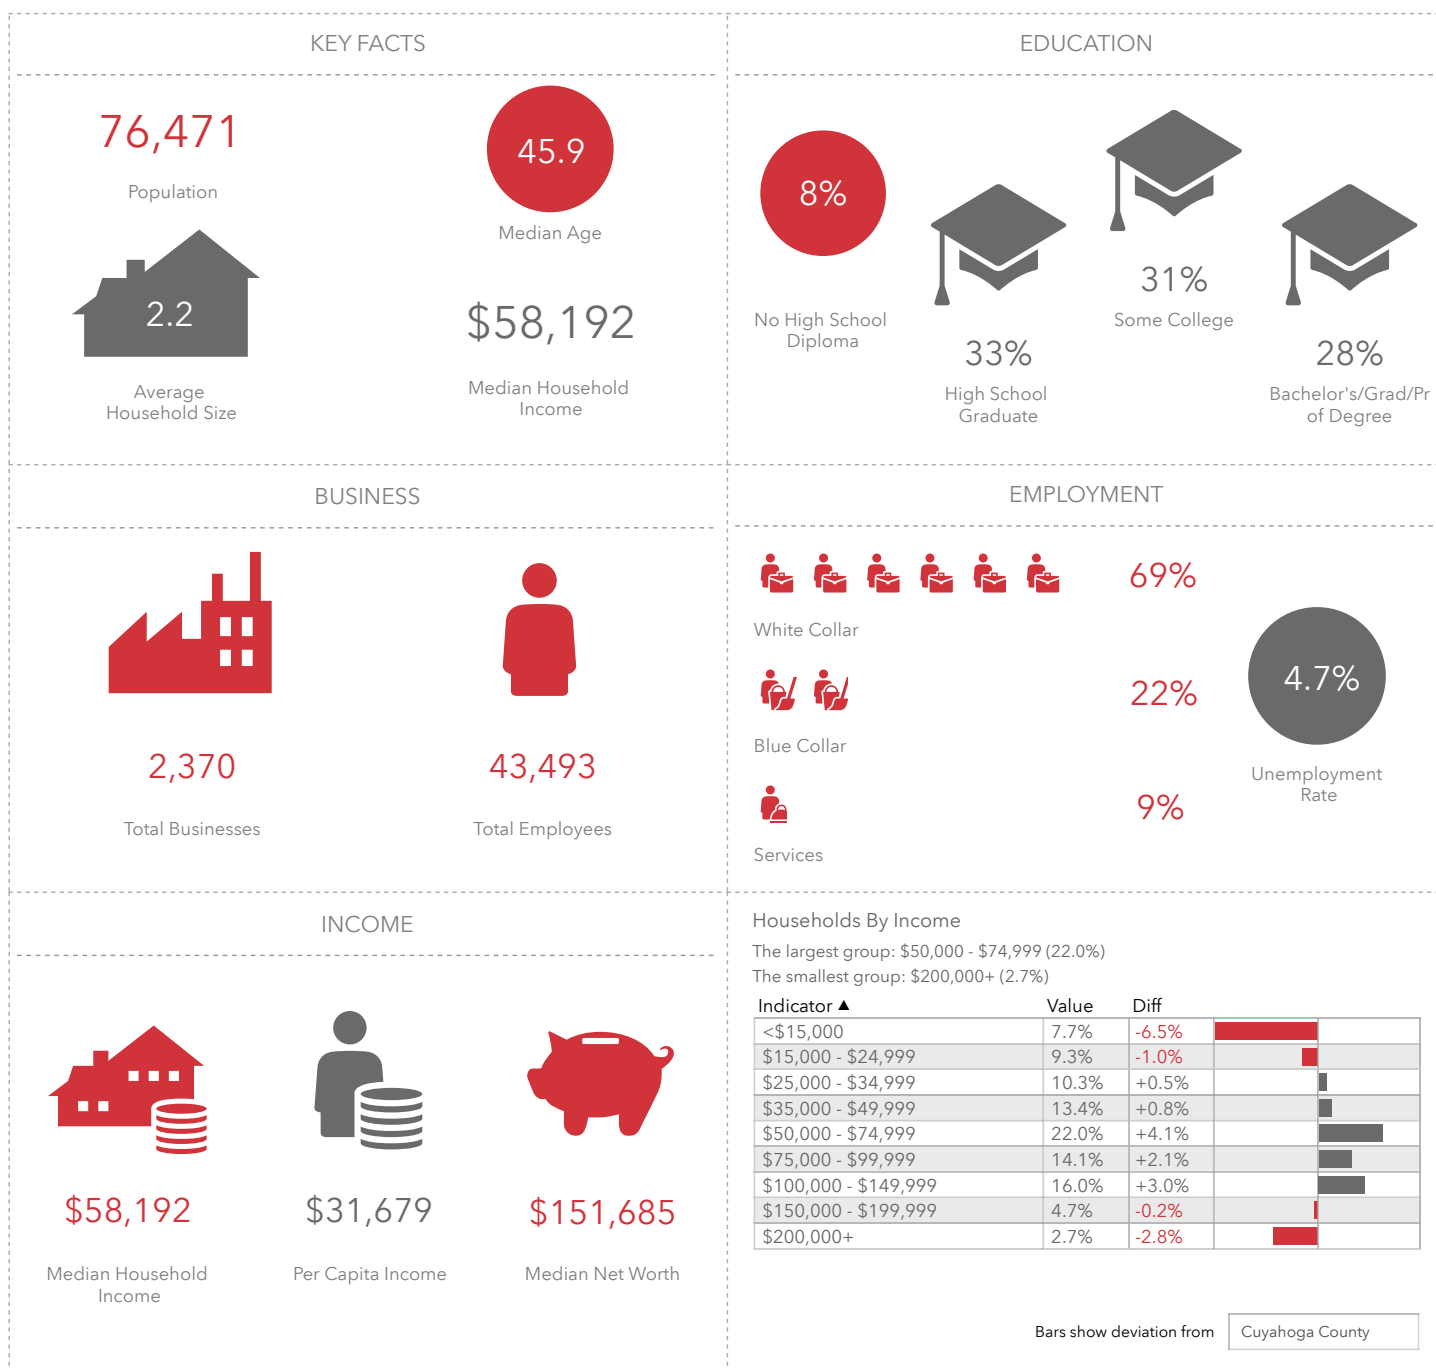 KEY FACTS
76,471
Population
45.9
Median Age
2.2
Average
Household Size
$58,192
Median Household
Income
EDUCATION
8%
No High School
Diploma
33%
High School
Graduate
31%
Some College
28%
Bachelor's/Grad/Pr
of Degree
BUSINESS
2,370
Total Businesses
43,493
Total Employees
EMPLOYMENT
69%
White Collar
22%
Blue Collar
9%
Services
4.7%
Unemployment
Rate
INCOME
$58,192
Median Household
Income
$31,679
Per Capita Income
$151,685
Median Net Worth
Households By Income
The largest group: $50,000 - $74,999 (22.0%)
The smallest group: $200,000+ (2.7%)
Indicator ▲ Value Diff
<$15,000 7.7% -6.5%
$15,000 - $24,999 9.3% -1.0%
$25,000 - $34,999 10.3% +0.5%
$35,000 - $49,999 13.4% +0.8%
$50,000 - $74,999 22.0% +4.1%
$75,000 - $99,999 14.1% +2.1%
$100,000 - $149,999 16.0% +3.0%
$150,000 - $199,999 4.7% -0.2%
$200,000+ 2.7% -2.8%
Bars show deviation from Cuyahoga County